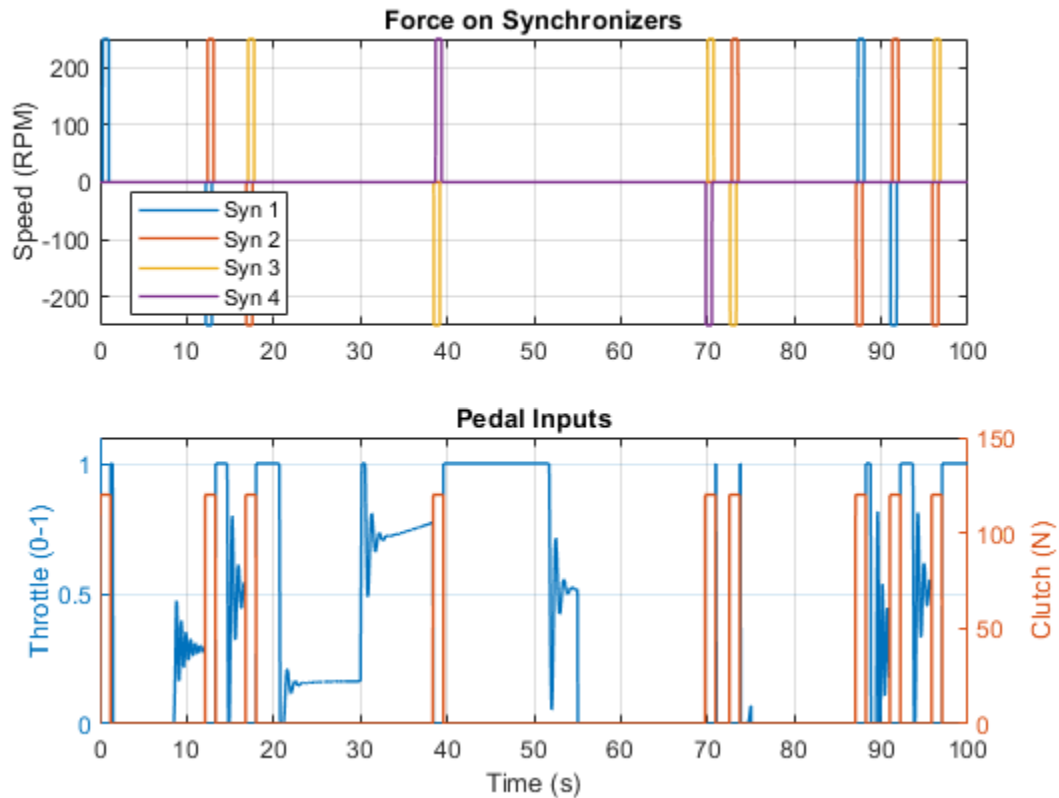 Force on Synchronizers
Speed (RPM)
200
100
0
-100
-200
Syn 1
Syn 2
Syn 3
Syn 4
0 10 20 30 40 50 60 70 80 90 100
Pedal Inputs
Throttle (0-1)
1
0.5
0
150
100
50
0
Clutch (N)
0 10 20 30 40 50 60 70 80 90 100
Time (s)